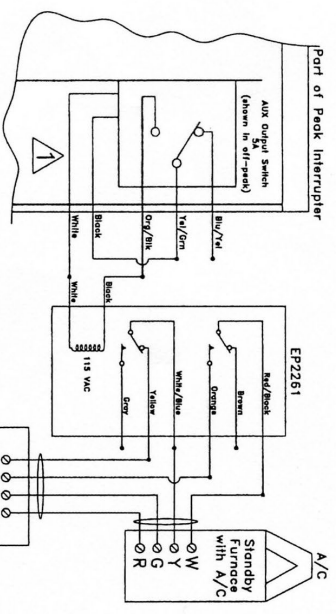 Part of Peak Interrupter
AUX Output Switch
5A
(shown in off-peak)
1
Blu/Yel
Yel/Grn
Org/Blk
Black
White
EP2261
Red/Black
Brown
Orange
White/Blue
Yellow
Gray
Black
White
115 VAC
A/C
Standby
Furnace
with A/C
W
Y
G
R